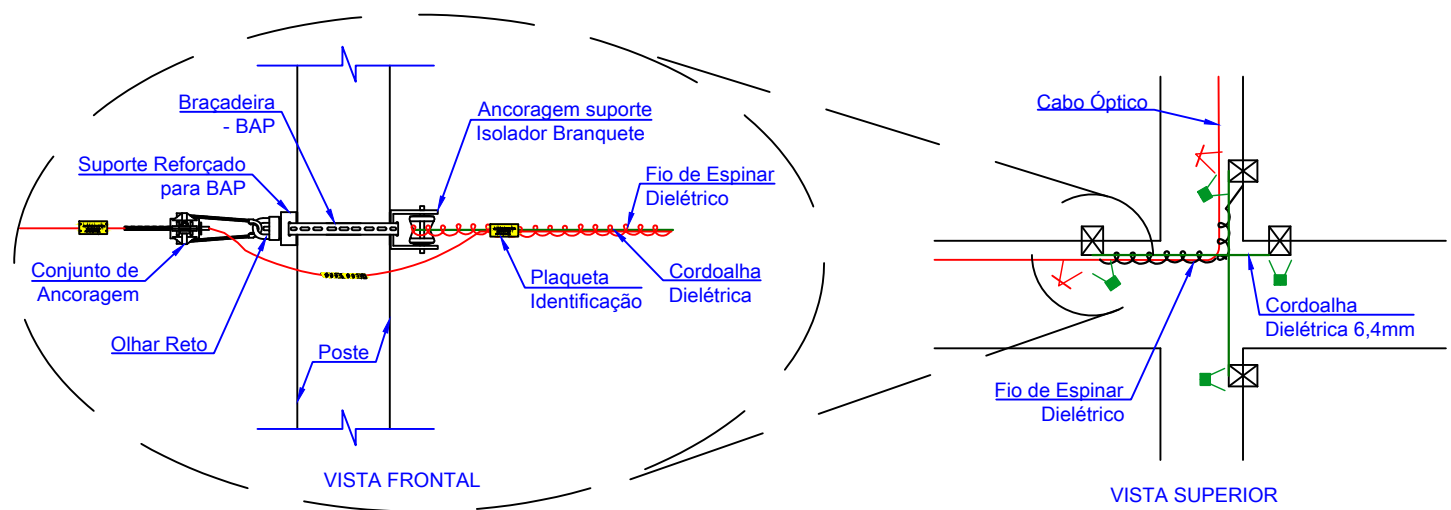 Braçadeira
- BAP
Ancoragem suporte
Isolador Branquete
Suporte Reforçado
para BAP
Fio de Espinar
Dielétrico
Conjunto de
Ancoragem
Plaqueta
Identificação
Cordoalha
Dielétrica
Olhar Reto
Poste
VISTA FRONTAL
Cabo Óptico
Cordoalha
Dielétrica 6,4mm
Fio de Espinar
Dielétrico
VISTA SUPERIOR